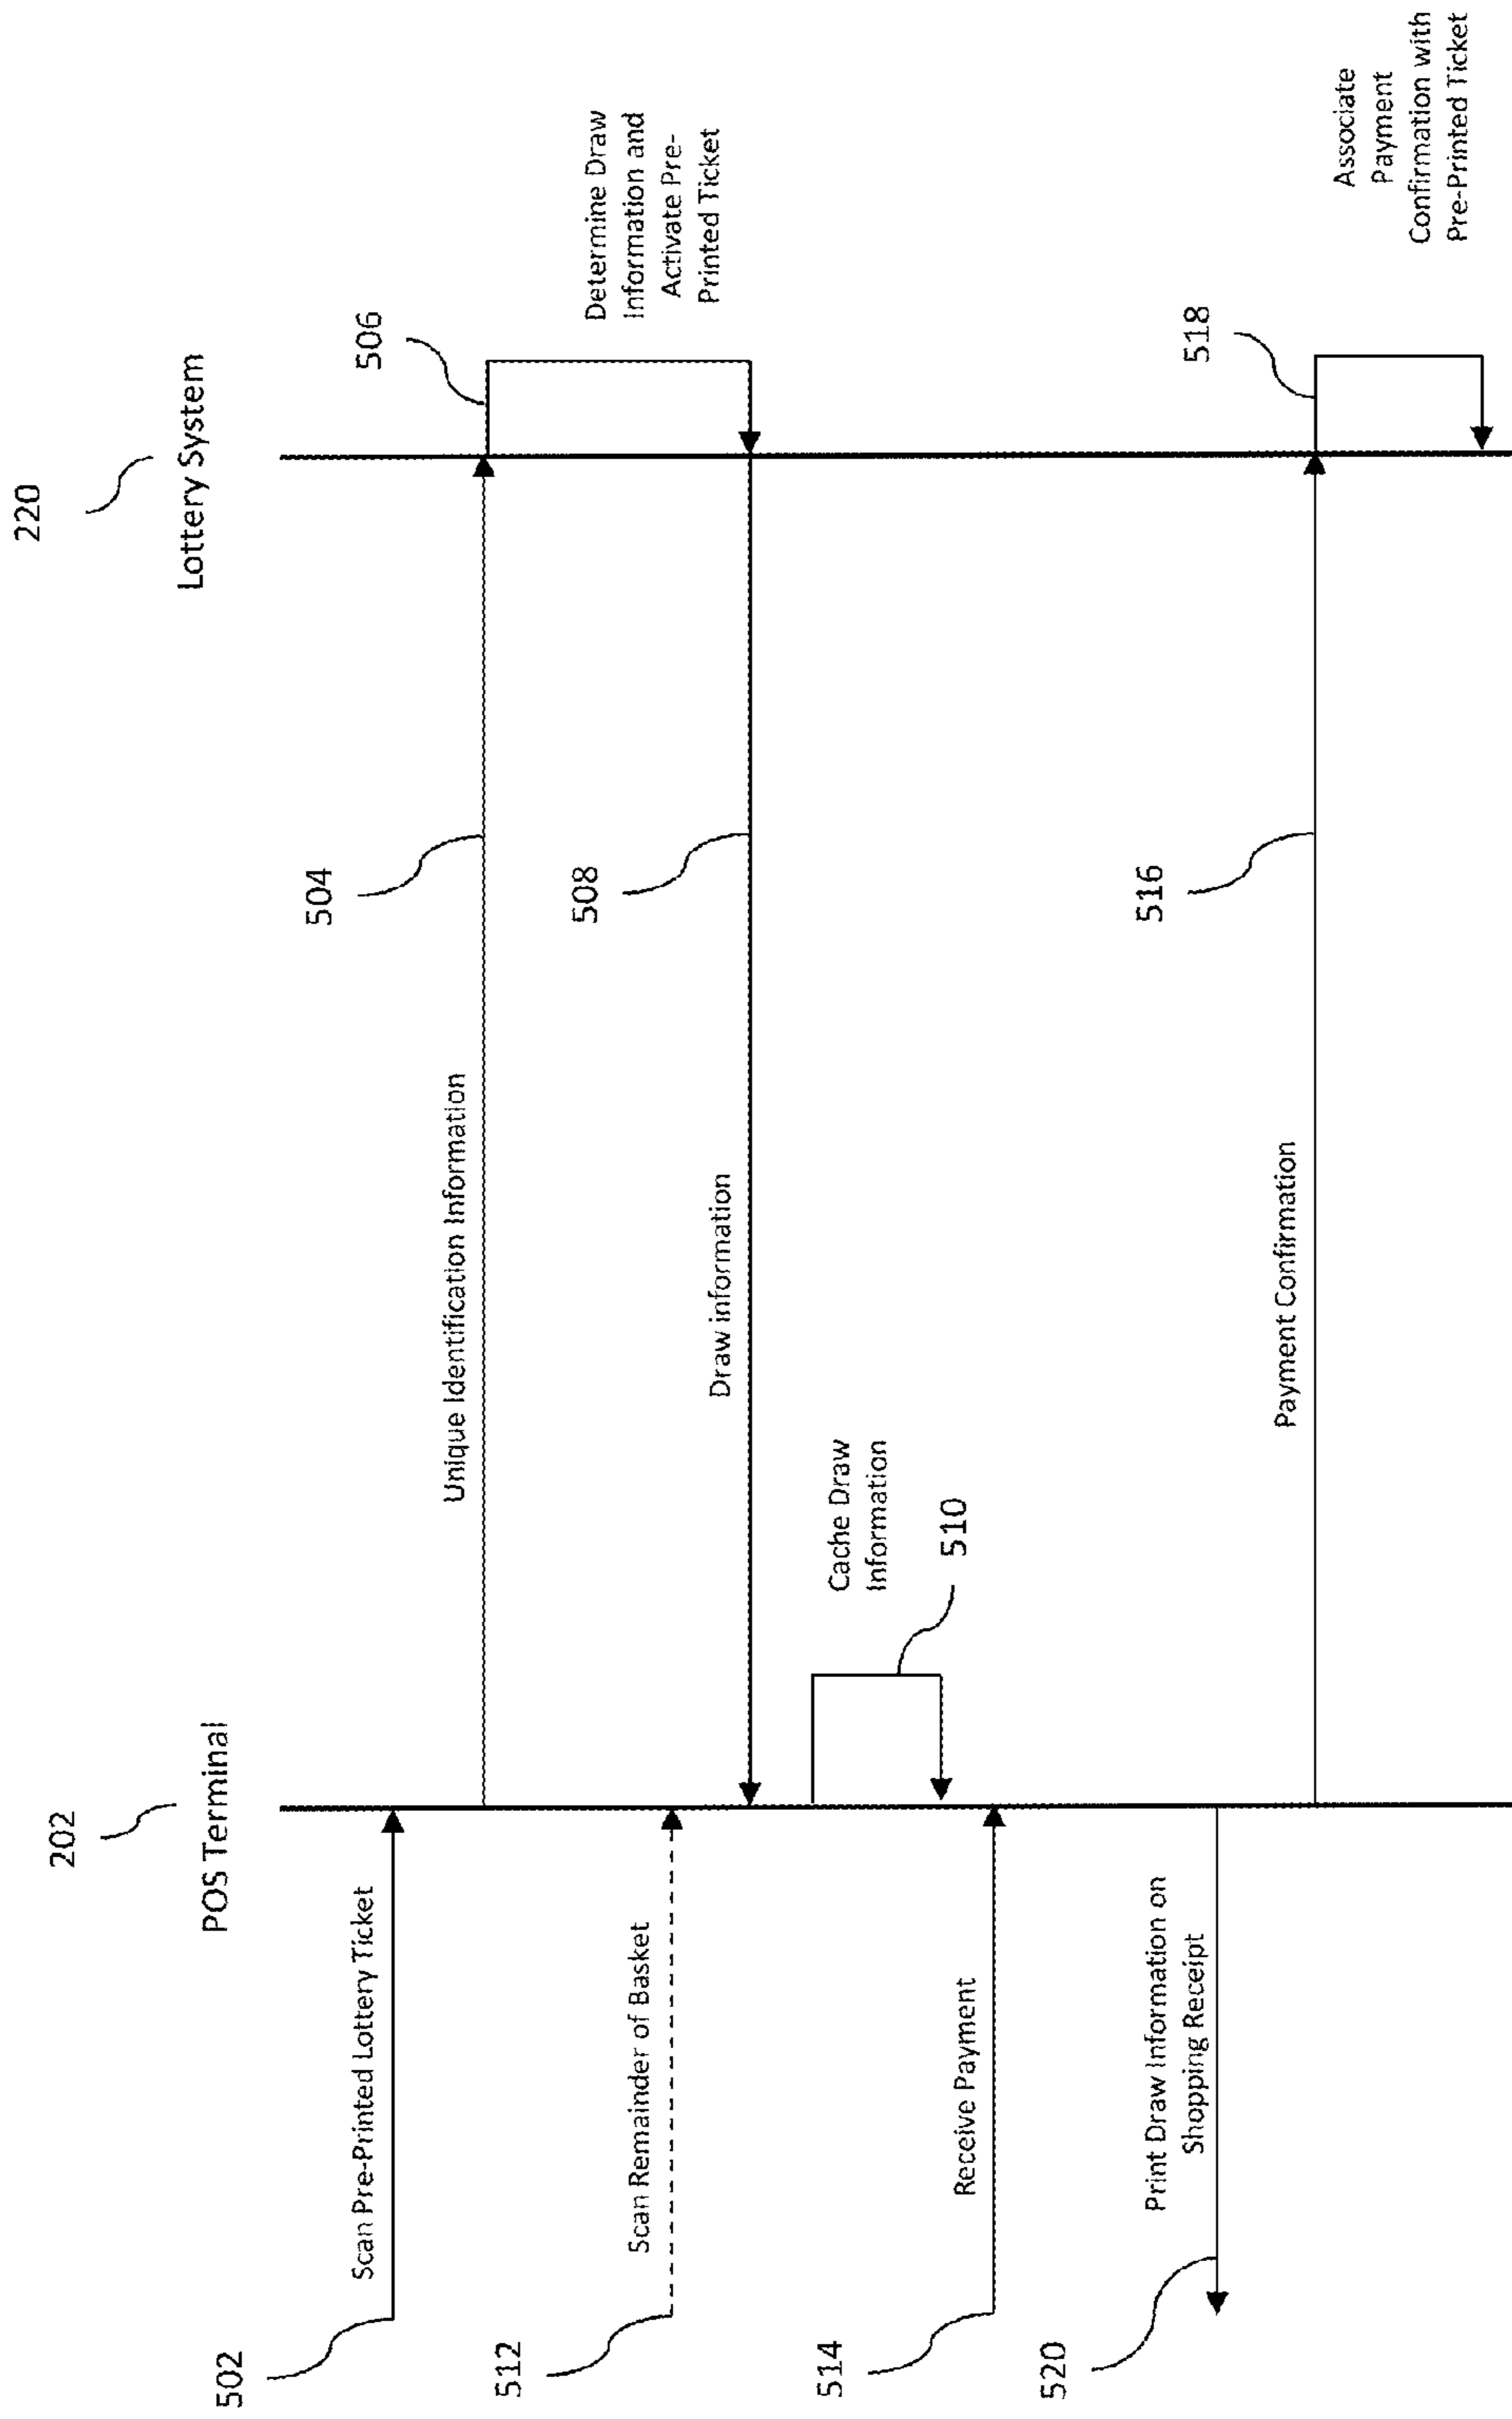 202
POS Terminal
220
Lottery System
502
Scan Pre-Printed Lottery Ticket
504
Unique Identification Information
506
Determine Draw
Information and
Activate Pre-
Printed Ticket
512
Scan Remainder of Basket
508
Draw information
Cache Draw
Information
510
514
Receive Payment
520
Print Draw Information on
Shopping Receipt
516
Payment Confirmation
518
Associate
Payment
Confirmation with
Pre-Printed Ticket